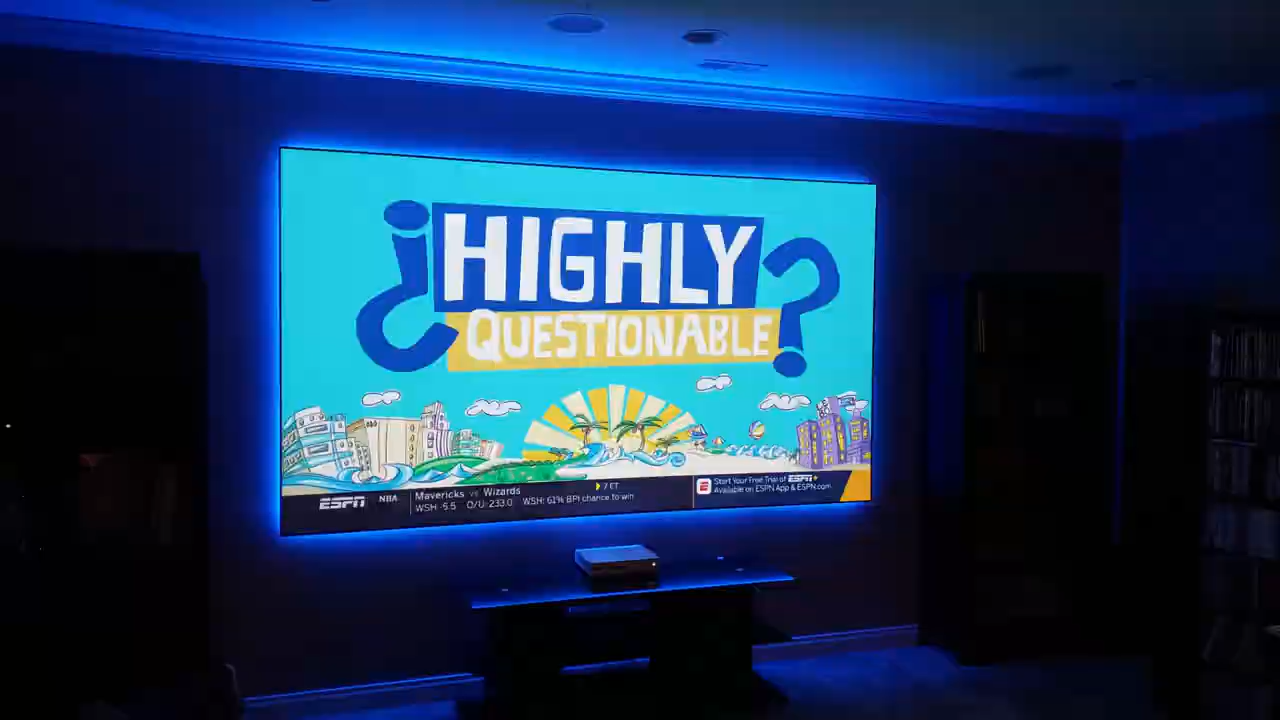 ¿HIGHLY
QUESTIONABLE?
ESPN NBA Mavericks vs Wizards 7 ET
WSH -5.5 O/U: 233.0 WSH: 61% BPI chance to win
Start Your Free Trial of ESPN+
Available on ESPN App & ESPN.com